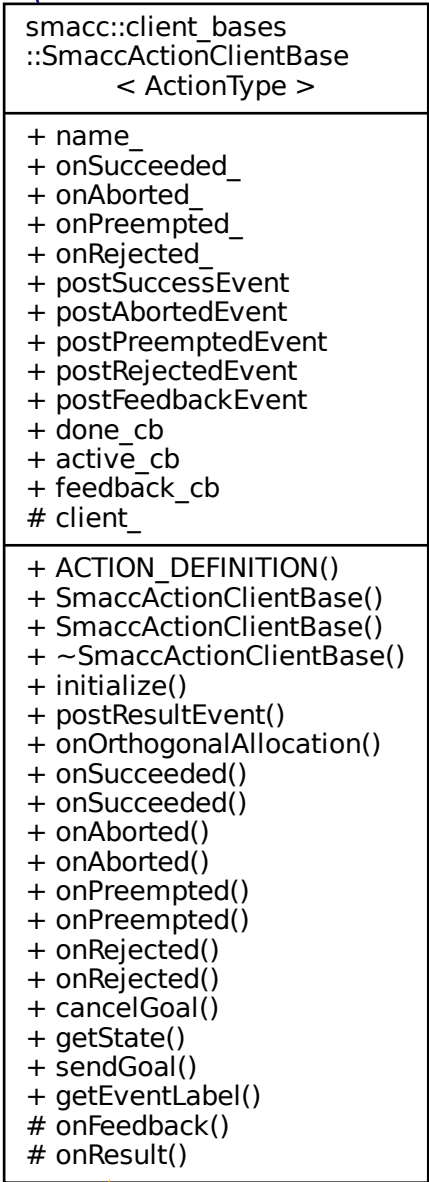 smacc::client_bases
::SmaccActionClientBase
< ActionType >
+ name_
+ onSucceeded_
+ onAborted_
+ onPreempted_
+ onRejected_
+ postSuccessEvent
+ postAbortedEvent
+ postPreemptedEvent
+ postRejectedEvent
+ postFeedbackEvent
+ done_cb
+ active_cb
+ feedback_cb
# client_
+ ACTION_DEFINITION()
+ SmaccActionClientBase()
+ SmaccActionClientBase()
+ ~SmaccActionClientBase()
+ initialize()
+ postResultEvent()
+ onOrthogonalAllocation()
+ onSucceeded()
+ onSucceeded()
+ onAborted()
+ onAborted()
+ onPreempted()
+ onPreempted()
+ onRejected()
+ onRejected()
+ cancelGoal()
+ getState()
+ sendGoal()
+ getEventLabel()
# onFeedback()
# onResult()